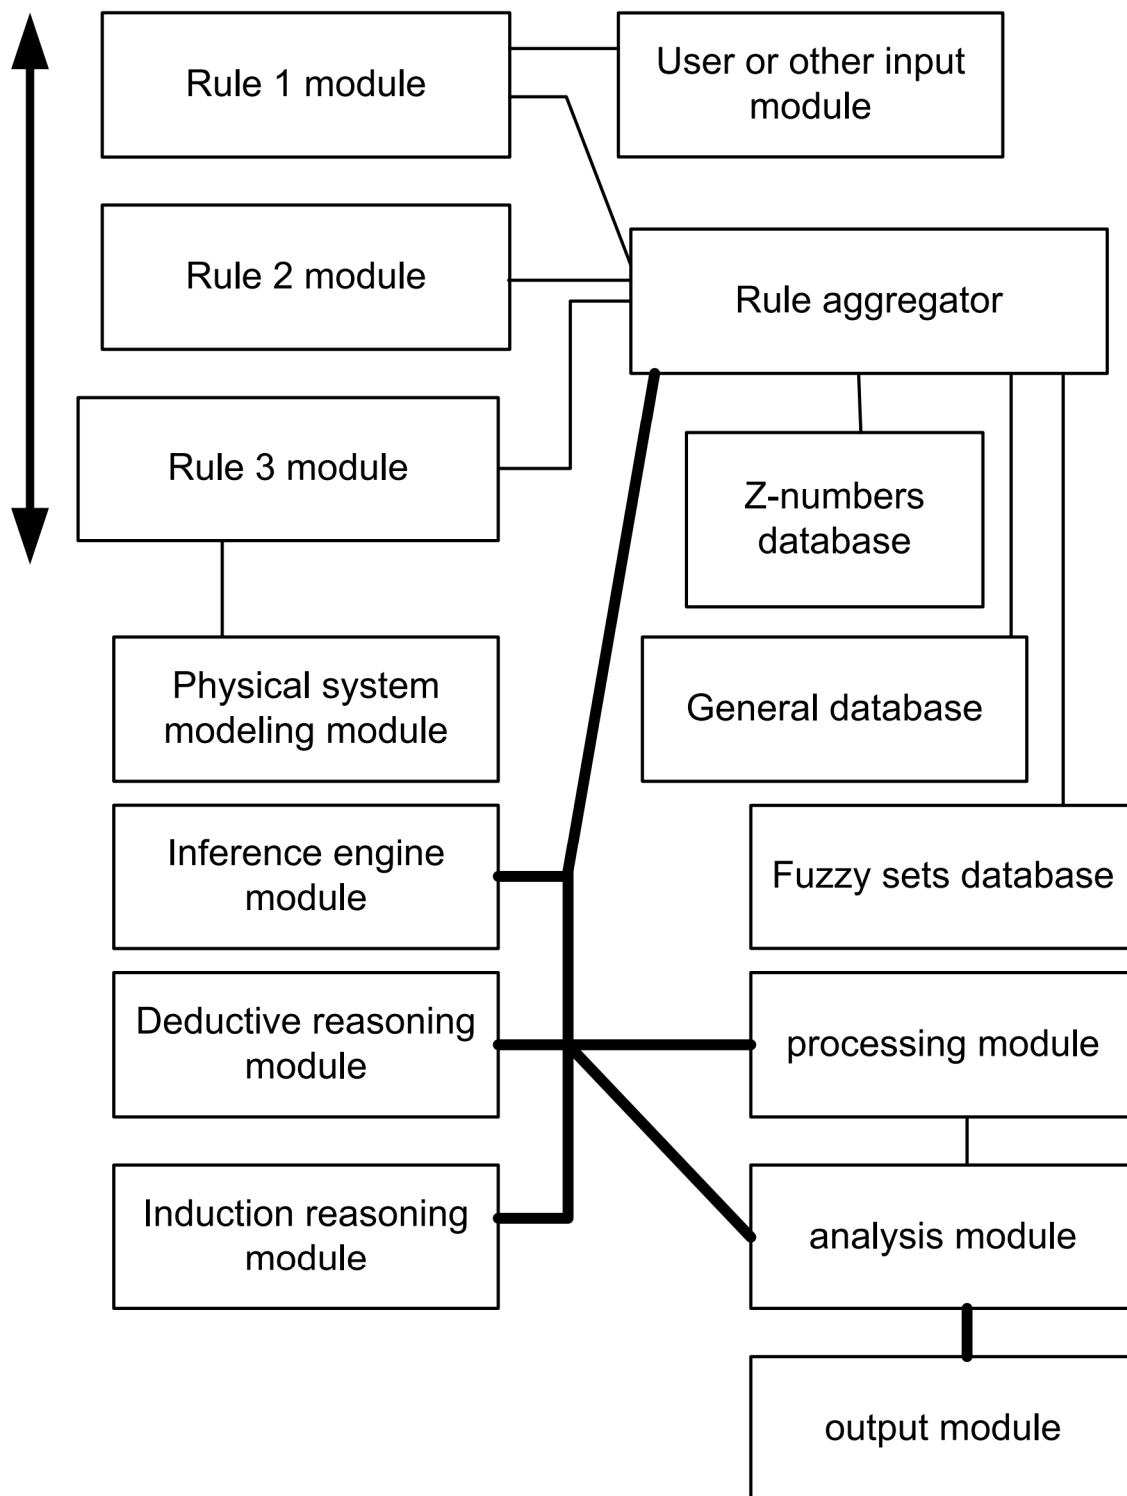 Rule 1 module
User or other input
module
Rule 2 module
Rule aggregator
Rule 3 module
Z-numbers
database
Physical system
modeling module
General database
Inference engine
module
Fuzzy sets database
Deductive reasoning
module
processing module
Induction reasoning
module
analysis module
output module